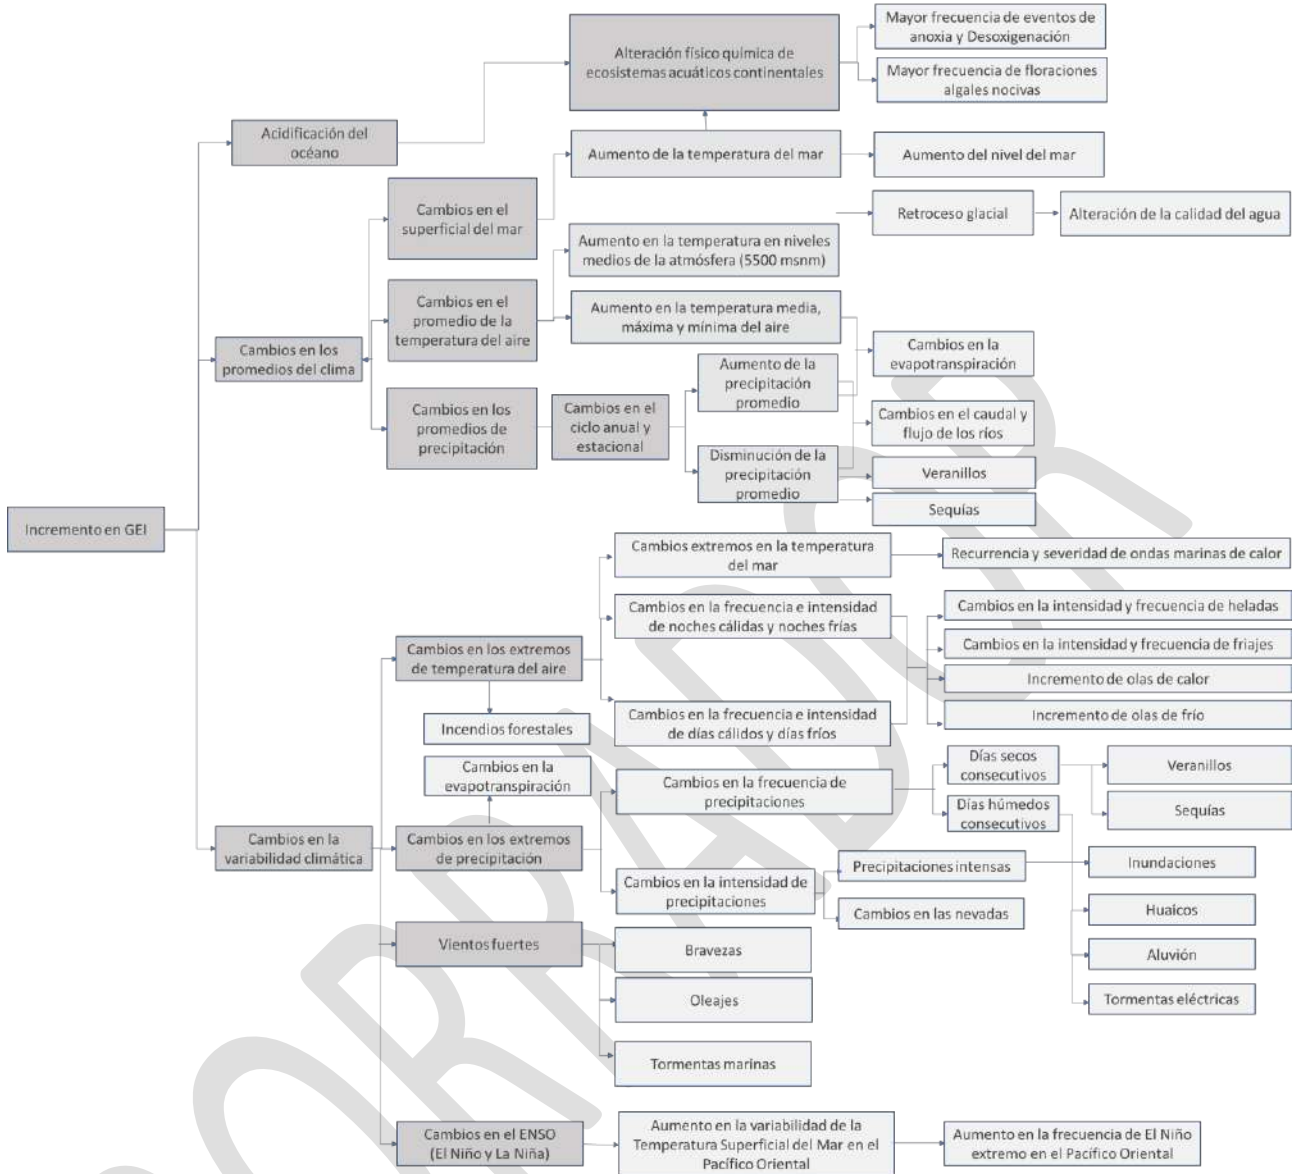 Mayor frecuencia de eventos de
anoxia y Desoxigenación
Alteración físico química de
ecosistemas acuáticos continentales
Mayor frecuencia de floraciones
algales nocivas
Acidificación del
océano
Aumento de la temperatura del mar
Aumento del nivel del mar
Cambios en el
superficial del mar
Retroceso glacial
Alteración de la calidad del agua
Aumento en la temperatura en niveles
medios de la atmósfera (5500 msnm)
Cambios en el
promedio de la
temperatura del aire
Aumento en la temperatura media,
máxima y mínima del aire
Cambios en los
promedios del clima
Cambios en la
evapotranspiración
Aumento de la
precipitación
promedio
Cambios en los
promedios de
precipitación
Cambios en el
ciclo anual y
estacional
Cambios en el caudal y
flujo de los ríos
Disminución de la
precipitación
promedio
Veranillos
Sequías
Incremento en GEI
Cambios extremos en la temperatura
del mar
Recurrencia y severidad de ondas marinas de calor
Cambios en la frecuencia e intensidad
de noches cálidas y noches frías
Cambios en la intensidad y frecuencia de heladas
Cambios en la intensidad y frecuencia de friajes
Cambios en los extremos
de temperatura del aire
Incremento de olas de calor
Incremento de olas de frío
Incendios forestales
Cambios en la frecuencia e intensidad
de días cálidos y días fríos
Cambios en la
evapotranspiración
Cambios en la frecuencia de
precipitaciones
Días secos
consecutivos
Veranillos
Sequías
Días húmedos
consecutivos
Cambios en la
variabilidad climática
Cambios en los extremos
de precipitación
Precipitaciones intensas
Inundaciones
Cambios en la intensidad de
precipitaciones
Cambios en las nevadas
Huaícos
Vientos fuertes
Bravezas
Aluvión
Oleajes
Tormentas eléctricas
Tormentas marinas
Cambios en el ENSO
(El Niño y La Niña)
Aumento en la variabilidad de la
Temperatura Superficial del Mar en el
Pacífico Oriental
Aumento en la frecuencia de El Niño
extremo en el Pacífico Oriental
BORRADOR